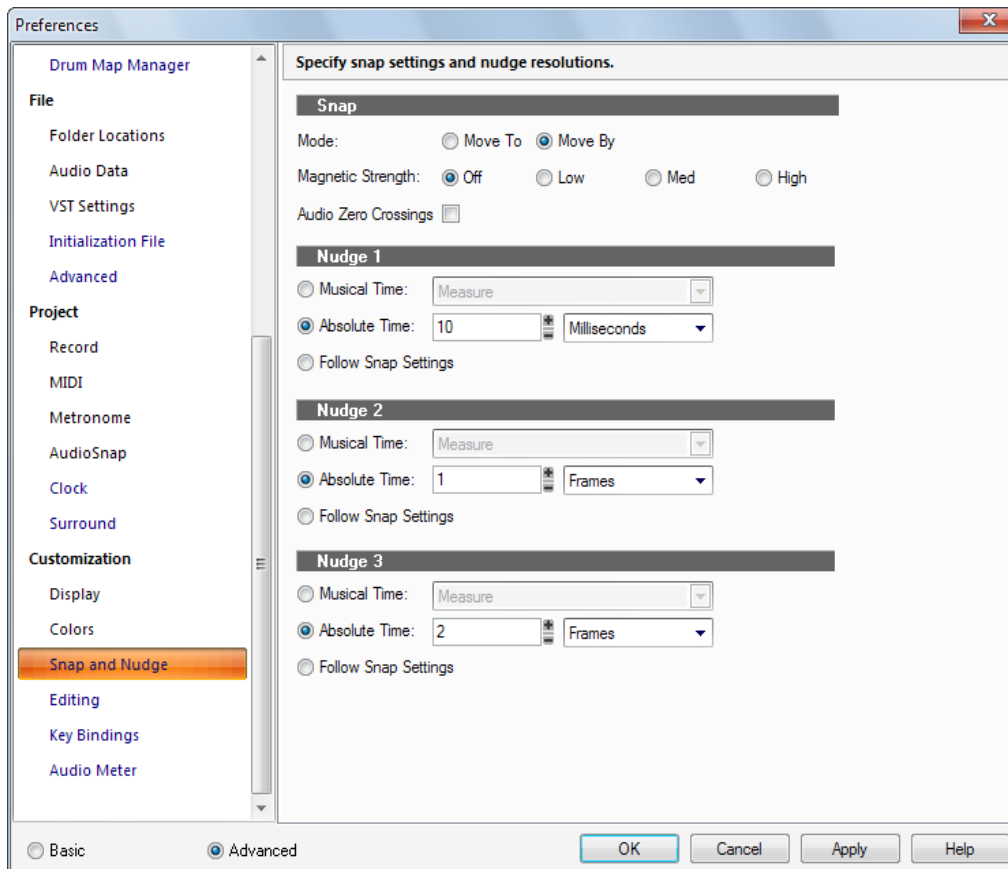 Preferences
Drum Map Manager
File
Folder Locations
Audio Data
VST Settings
Initialization File
Advanced
Project
Record
MIDI
Metronome
AudioSnap
Clock
Surround
Customization
Display
Colors
Snap and Nudge
Editing
Key Bindings
Audio Meter
Specify snap settings and nudge resolutions.
Snap
Mode: Move To Move By
Magnetic Strength: Off Low Med High
Audio Zero Crossings
Nudge 1
Musical Time: Measure
Absolute Time: 10 Milliseconds
Follow Snap Settings
Nudge 2
Musical Time: Measure
Absolute Time: 1 Frames
Follow Snap Settings
Nudge 3
Musical Time: Measure
Absolute Time: 2 Frames
Follow Snap Settings
Basic Advanced OK Cancel Apply Help